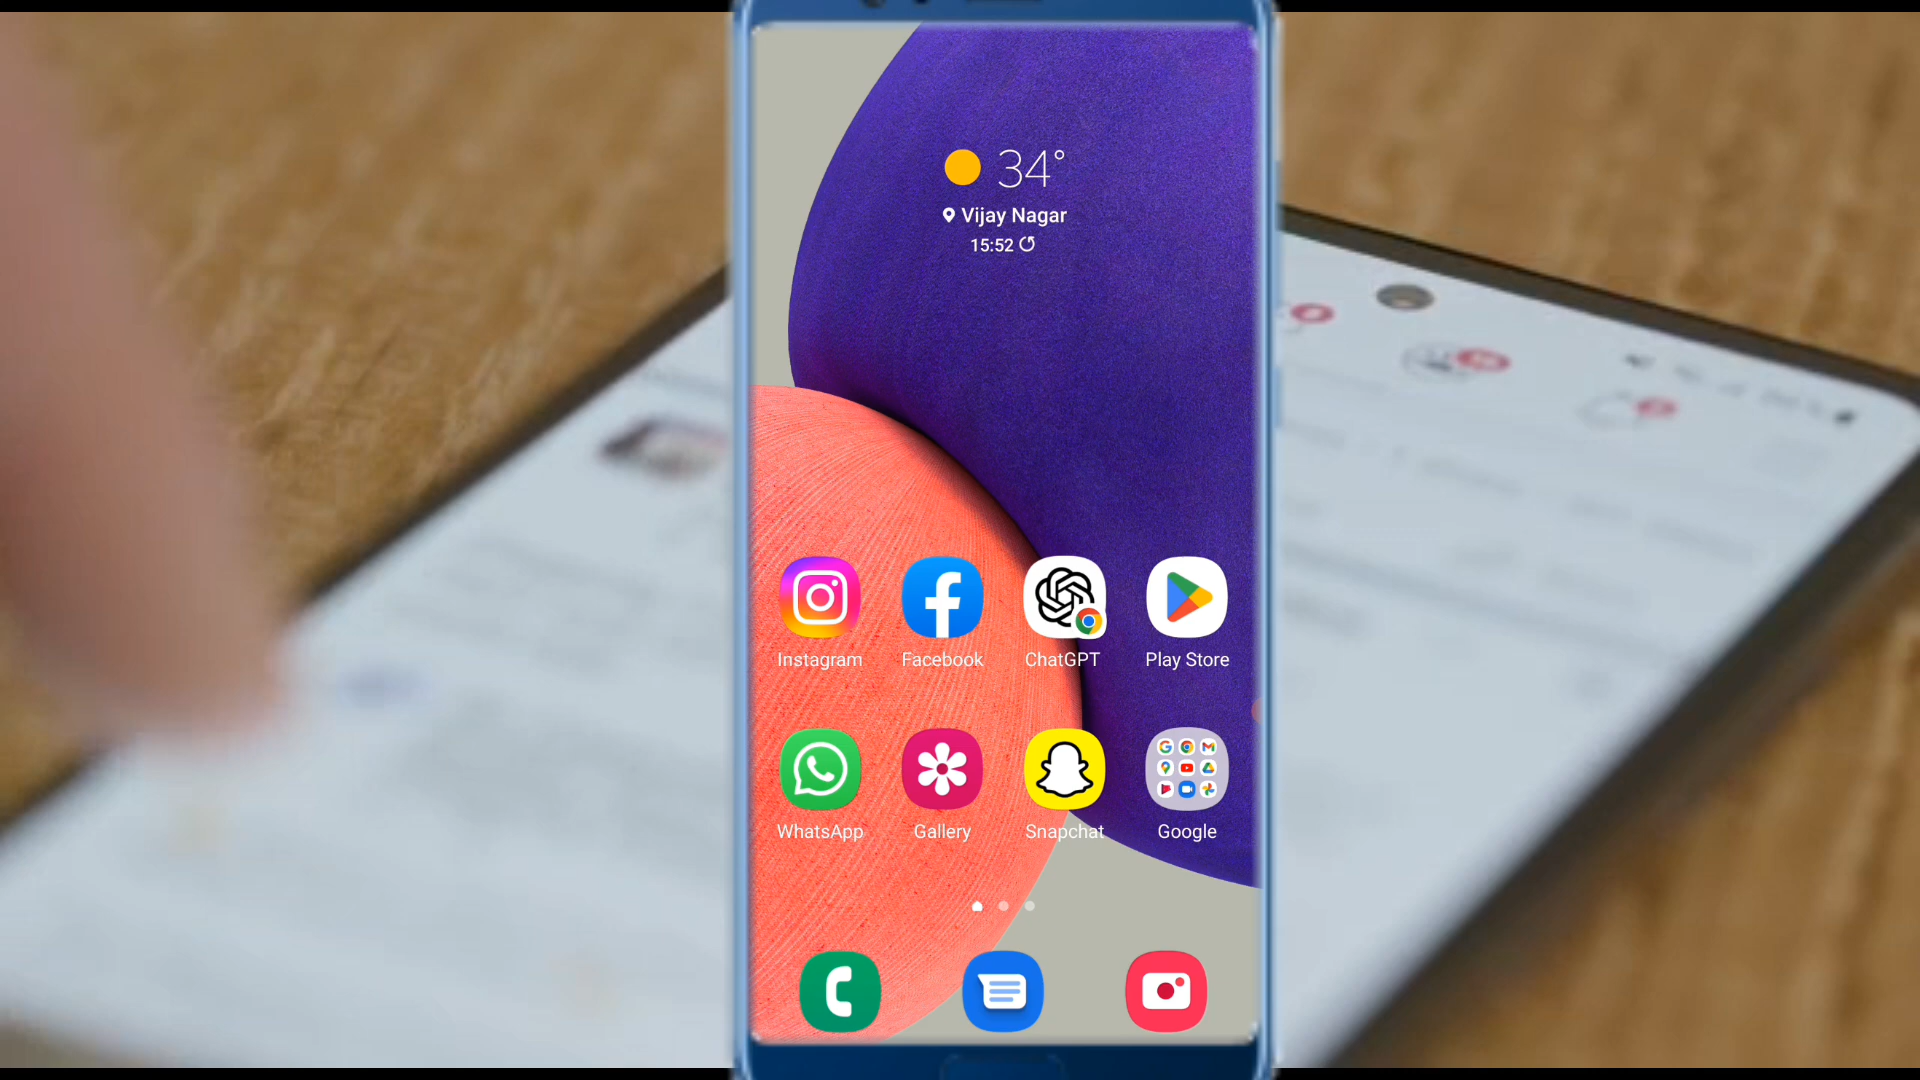 34°
Vijay Nagar
15:52
Instagram
Facebook
ChatGPT
Play Store
WhatsApp
Gallery
Snapchat
Google